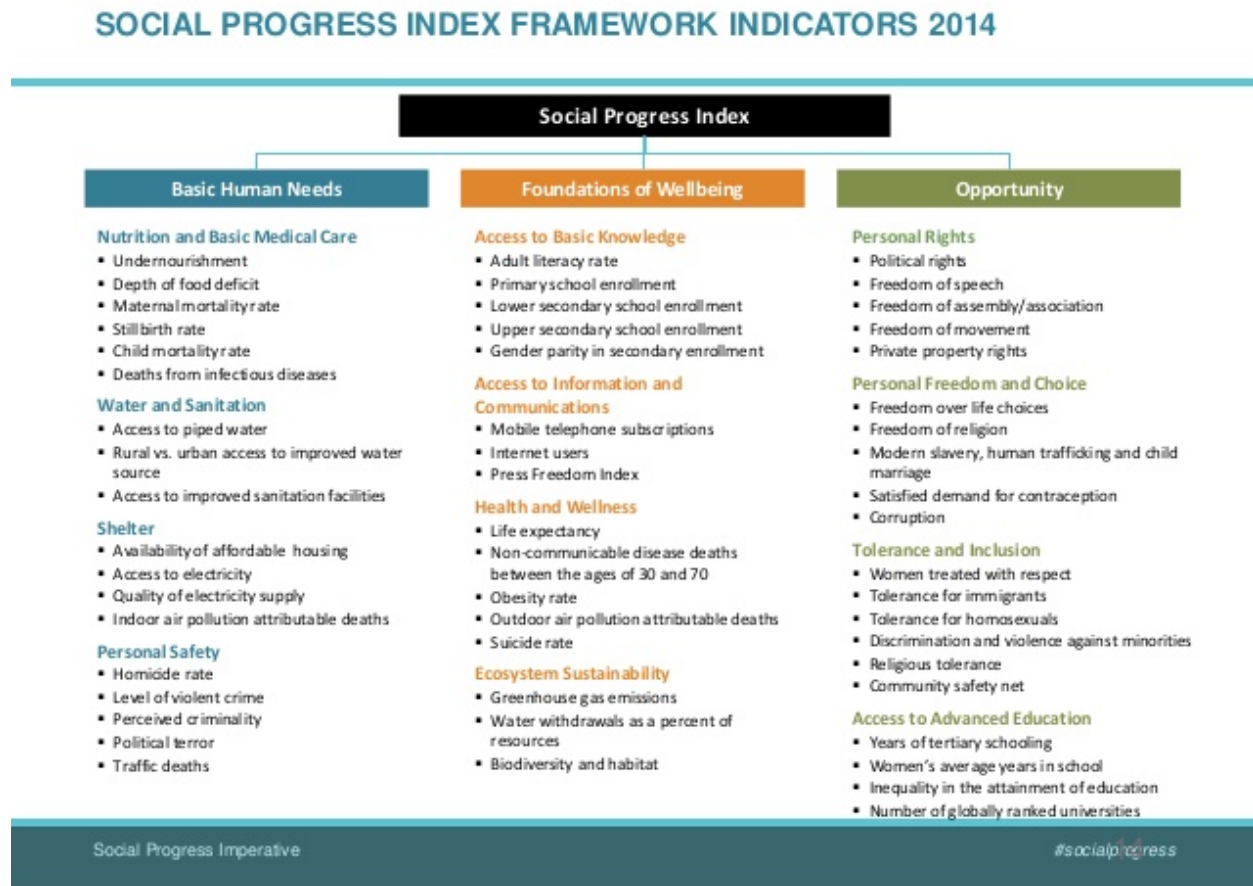 SOCIAL PROGRESS INDEX FRAMEWORK INDICATORS 2014
Social Progress Index
Basic Human Needs
Nutrition and Basic Medical Care
▪ Undernourishment
▪ Depth of food deficit
▪ Maternal mortality rate
▪ Stillbirth rate
▪ Child mortality rate
▪ Deaths from infectious diseases
Water and Sanitation
▪ Access to piped water
▪ Rural vs. urban access to improved water
source
▪ Access to improved sanitation facilities
Shelter
▪ Availability of affordable housing
▪ Access to electricity
▪ Quality of electricity supply
▪ Indoor air pollution attributable deaths
Personal Safety
▪ Homicide rate
▪ Level of violent crime
▪ Perceived criminality
▪ Political terror
▪ Traffic deaths
Foundations of Wellbeing
Access to Basic Knowledge
▪ Adult literacy rate
▪ Primary school enrollment
▪ Lower secondary school enrollment
▪ Upper secondary school enrollment
▪ Gender parity in secondary enrollment
Access to Information and
Communications
▪ Mobile telephone subscriptions
▪ Internet users
▪ Press Freedom Index
Health and Wellness
▪ Life expectancy
▪ Non-communicable disease deaths
between the ages of 30 and 70
▪ Obesity rate
▪ Outdoor air pollution attributable deaths
▪ Suicide rate
Ecosystem Sustainability
▪ Greenhouse gas emissions
▪ Water withdrawals as a percent of
resources
▪ Biodiversity and habitat
Opportunity
Personal Rights
▪ Political rights
▪ Freedom of speech
▪ Freedom of assembly/association
▪ Freedom of movement
▪ Private property rights
Personal Freedom and Choice
▪ Freedom over life choices
▪ Freedom of religion
▪ Modern slavery, human trafficking and child
marriage
▪ Satisfied demand for contraception
▪ Corruption
Tolerance and Inclusion
▪ Women treated with respect
▪ Tolerance for immigrants
▪ Tolerance for homosexuals
▪ Discrimination and violence against minorities
▪ Religious tolerance
▪ Community safety net
Access to Advanced Education
▪ Years of tertiary schooling
▪ Women's average years in school
▪ Inequality in the attainment of education
▪ Number of globally ranked universities
Social Progress Imperative
#socialprogress
14